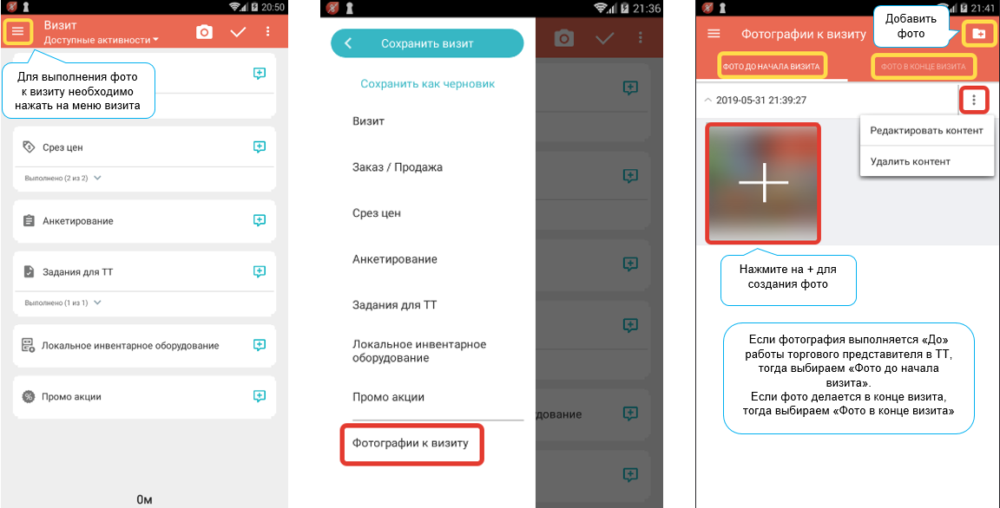 20:50
Визит
Доступные активности
Для выполнения фото
к визиту необходимо
нажать на меню визита
Срез цен
Выполнено (2 из 2)
Анкетирование
Задания для ТТ
Выполнено (1 из 1)
Локальное инвентарное оборудование
Промо акции
0м
21:36
Сохранить визит
Сохранить как черновик
Визит
Заказ / Продажа
Срез цен
Анкетирование
Задания для ТТ
Локальное инвентарное
оборудование
Промо акции
Фотографии к визиту
дование
21:41
Добавить
фото
Фотографии к визиту
ФОТО ДО НАЧАЛА ВИЗИТА
ФОТО В КОНЦЕ ВИЗИТА
2019-05-31 21:39:27
Редактировать контент
Удалить контент
Нажмите на + для
создания фото
Если фотография выполняется «До»
работы торгового представителя в ТТ,
тогда выбираем «Фото до начала
визита».
Если фото делается в конце визита,
тогда выбираем «Фото в конце визита»